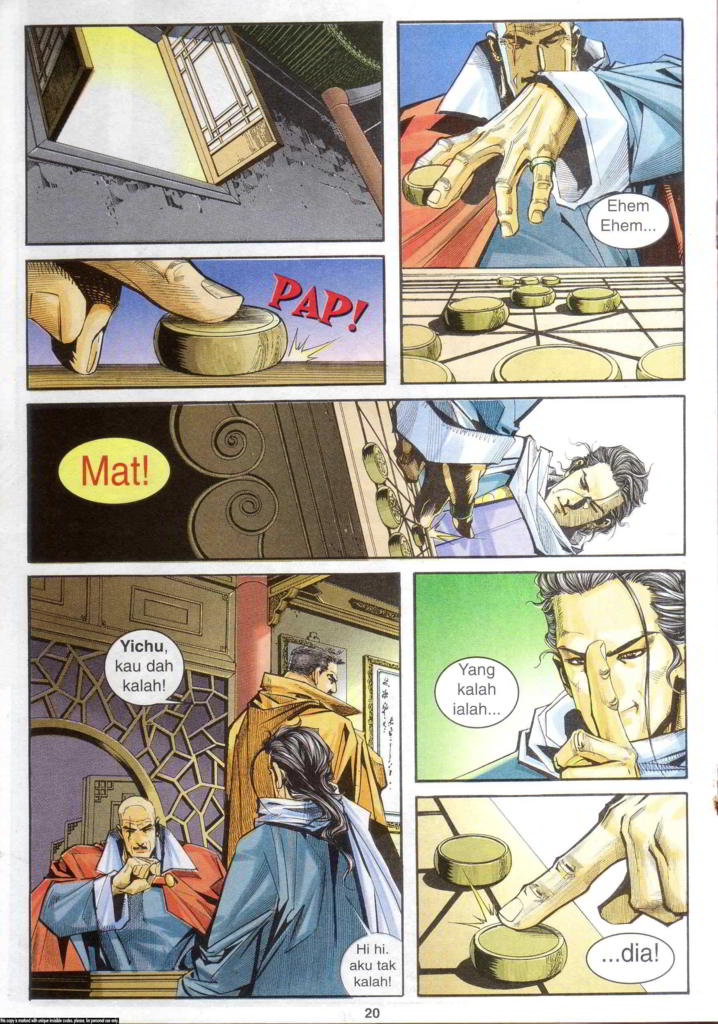 Ehem
Ehem...
PAP!
Mat!
Yichu,
kau dah
kalah!
Hi hi.
aku tak
kalah!
Yang
kalah
ialah...
...dia!
20